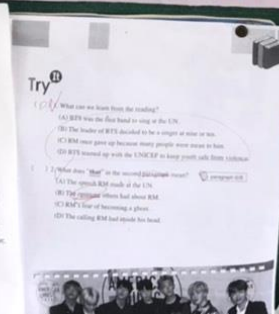 Try It
1. What can we learn from the reading?
(A) BTS was the first band to sing at the UN.
(B) The leader of BTS decided to be a singer at nine or ten.
(C) RM once gave up because many people were mean to him.
(D) BTS teamed up with the UNICEF to keep youth safe from violence.
2. What does "that" in the second paragraph mean?
(A) The speech RM made at the UN.
(B) The opinions others had about RM.
(C) RM's fear of becoming a ghost.
(D) The calling RM had inside his head.